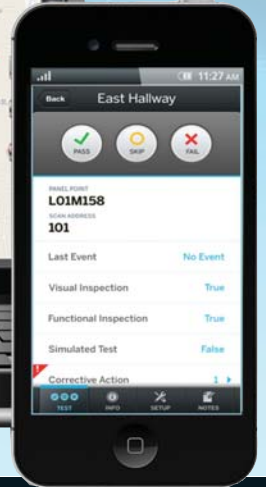 11:27 AM
Back East Hallway
PASS SKIP FAIL
PANEL POINT
L01M158
SCAN ADDRESS
101
Last Event No Event
Visual Inspection True
Functional Inspection True
Simulated Test False
Corrective Action 1
TEST INFO SETUP NOTES